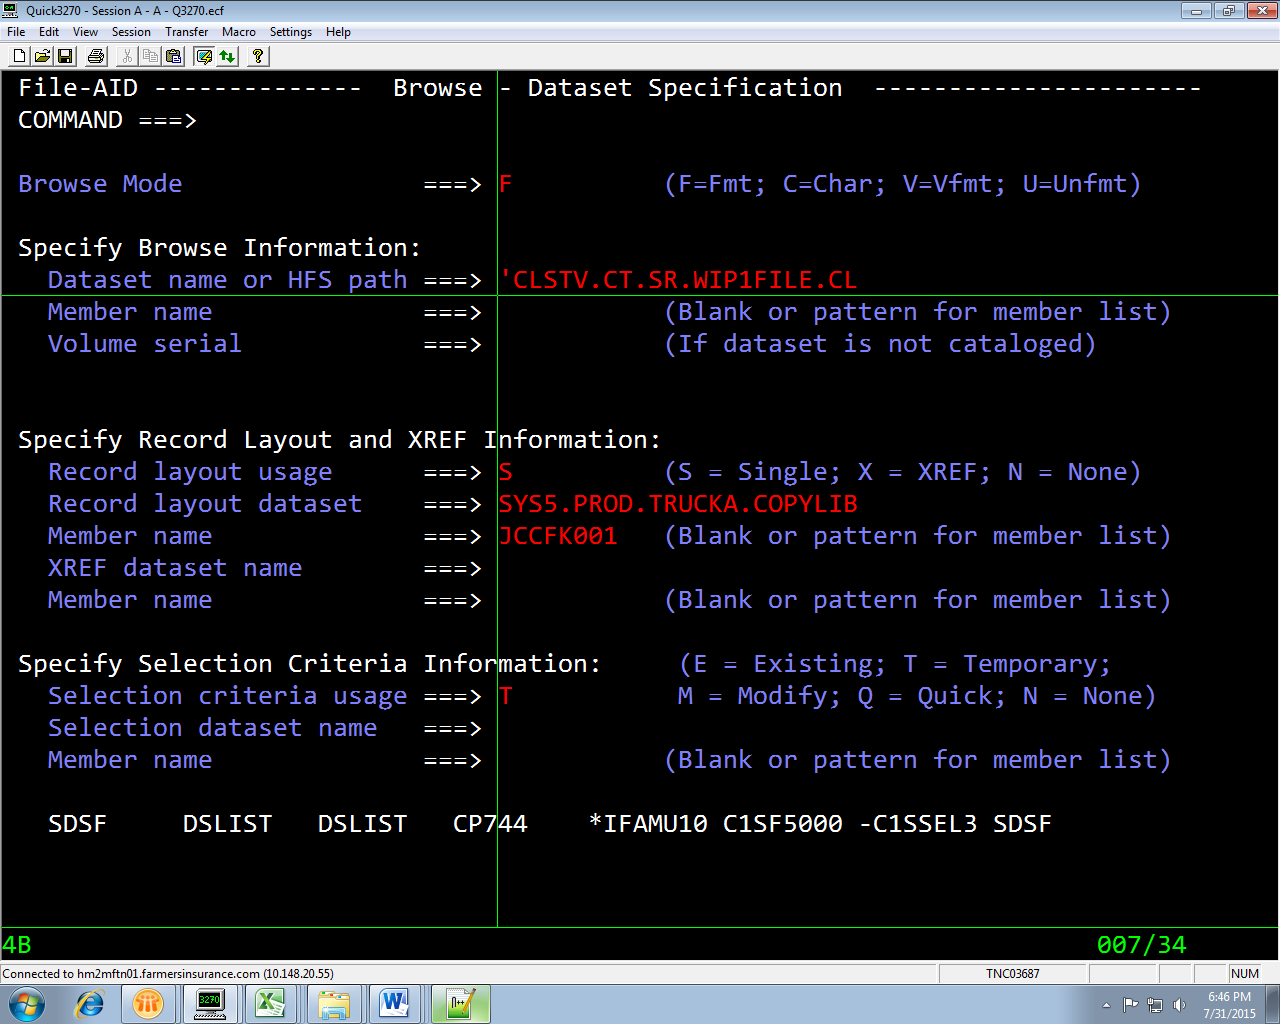 Quick3270 - Session A - A - Q3270.ecf
File Edit View Session Transfer Macro Settings Help
File-AID -------------- Browse - Dataset Specification ----------------------
COMMAND ===>
Browse Mode ===> F (F=Fmt; C=Char; V=Vfmt; U=Unfmt)
Specify Browse Information:
Dataset name or HFS path ===> 'CLSTV.CT.SR.WIP1FILE.CL
Member name ===> (Blank or pattern for member list)
Volume serial ===> (If dataset is not cataloged)
Specify Record Layout and XREF Information:
Record layout usage ===> S (S = Single; X = XREF; N = None)
Record layout dataset ===> SYS5.PROD.TRUCKA.COPYLIB
Member name ===> JCCFK001 (Blank or pattern for member list)
XREF dataset name ===>
Member name ===> (Blank or pattern for member list)
Specify Selection Criteria Information: (E = Existing; T = Temporary;
Selection criteria usage ===> T M = Modify; Q = Quick; N = None)
Selection dataset name ===>
Member name ===> (Blank or pattern for member list)
SDSF DSLIST DSLIST CP744 *IFAMU10 C1SF5000 -C1SSEL3 SDSF
4B 007/34
Connected to hm2mftn01.farmersinsurance.com (10.148.20.55) TNC03687 NUM
3270
6:46 PM
7/31/2015